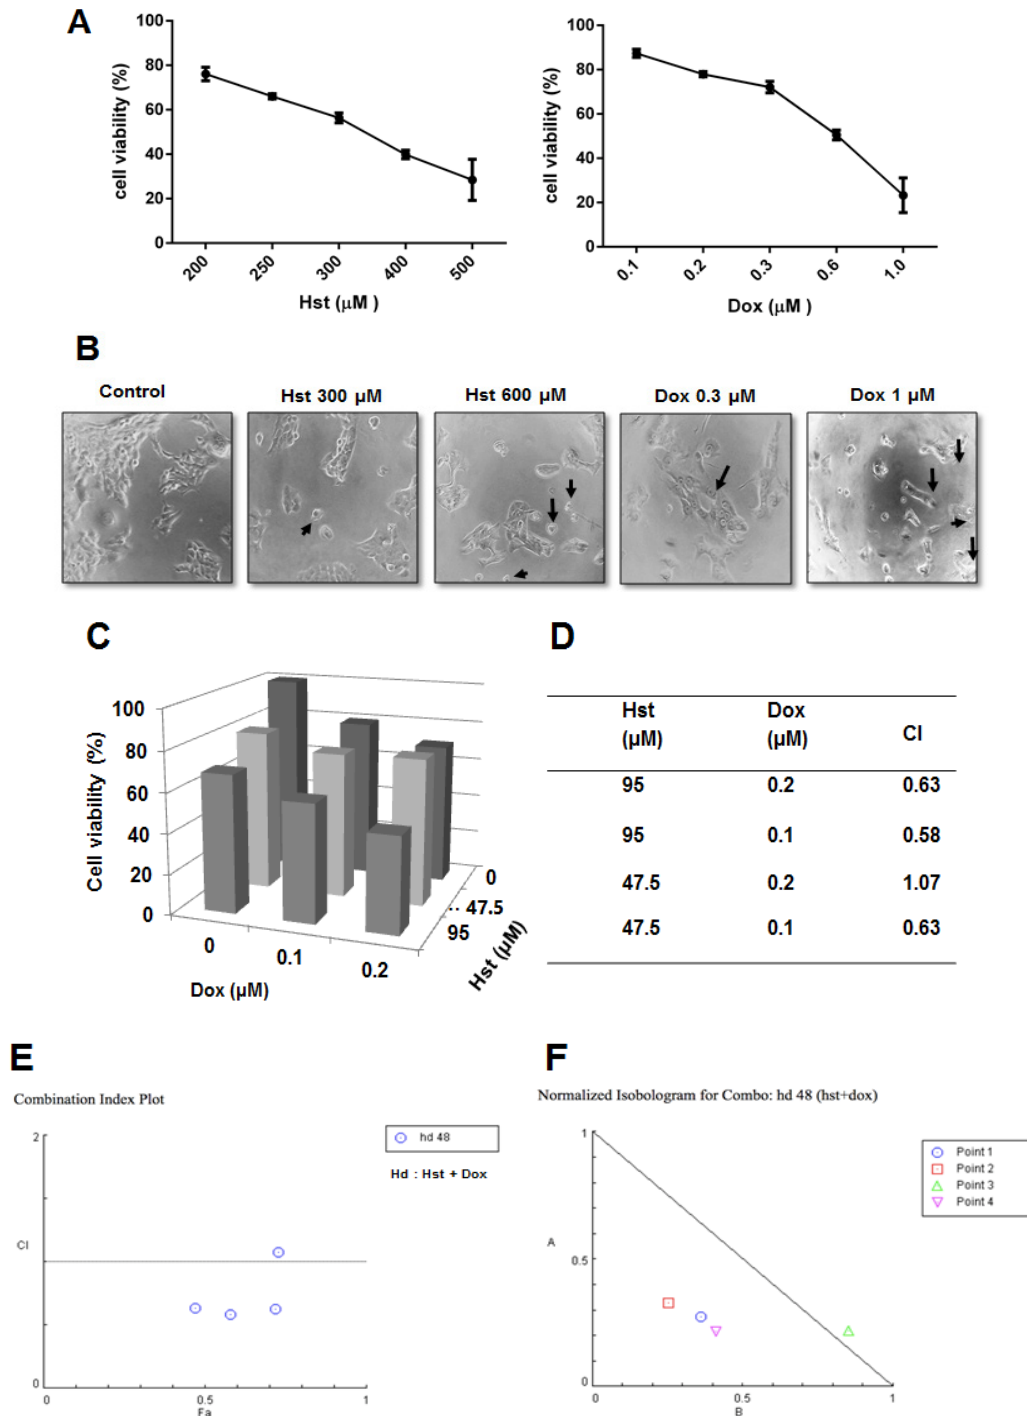 A
100
80
60
40
20
0
cell viability (%)
200
250
300
400
500
Hst (µM )
100
80
60
40
20
0
cell viability (%)
0.1
0.2
0.3
0.6
1.0
Dox (µM )
B
Control
Hst 300 µM
Hst 600 µM
Dox 0.3 µM
Dox 1 µM
C
100
80
60
40
20
0
Cell viability (%)
0
0.1
0.2
Dox (µM)
0
47.5
95
Hst (µM)
D
Hst (µM) Dox (µM) CI
95 0.2 0.63
95 0.1 0.58
47.5 0.2 1.07
47.5 0.1 0.63
E
Combination Index Plot
2
CI
0
0
0.5
1
Fa
hd 48
Hd : Hst + Dox
F
Normalized Isobologram for Combo: hd 48 (hst+dox)
1
A
0.5
0
0
0.5
1
B
Point 1
Point 2
Point 3
Point 4